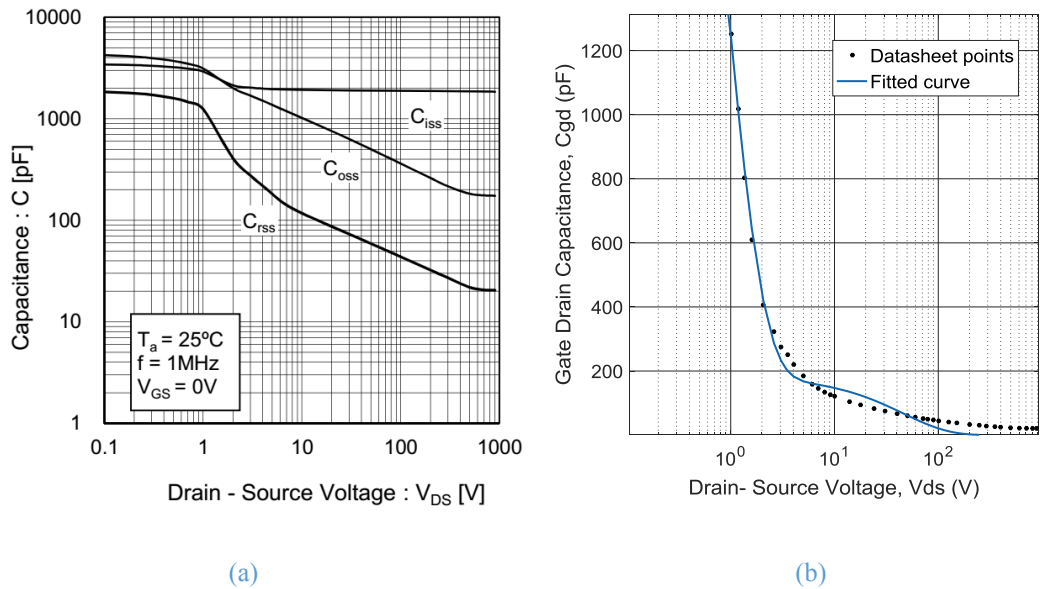 10000
1000
100
10
1
Capacitance : C [pF]
C_iss
C_oss
C_rss
T_a = 25ºC
f = 1MHz
V_GS = 0V
0.1 1 10 100 1000
Drain - Source Voltage : V_DS [V]
(a)
1200
1000
800
600
400
200
Gate Drain Capacitance, Cgd (pF)
Datasheet points
Fitted curve
10^0 10^1 10^2
Drain- Source Voltage, Vds (V)
(b)